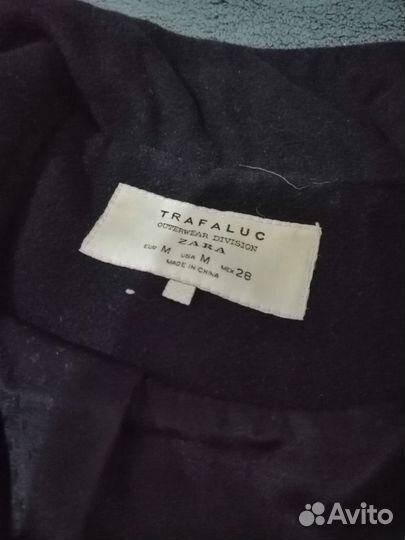 TRAFALUC
OUTERWEAR DIVISION
ZARA
EUR M USA M MEX 28
MADE IN CHINA
Avito